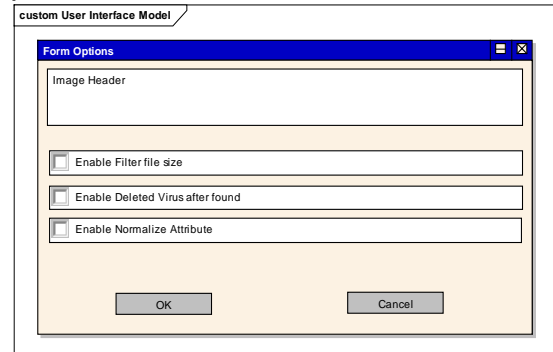 custom User Interface Model
Form Options
Image Header
Enable Filter file size
Enable Deleted Virus after found
Enable Normalize Attribute
OK Cancel